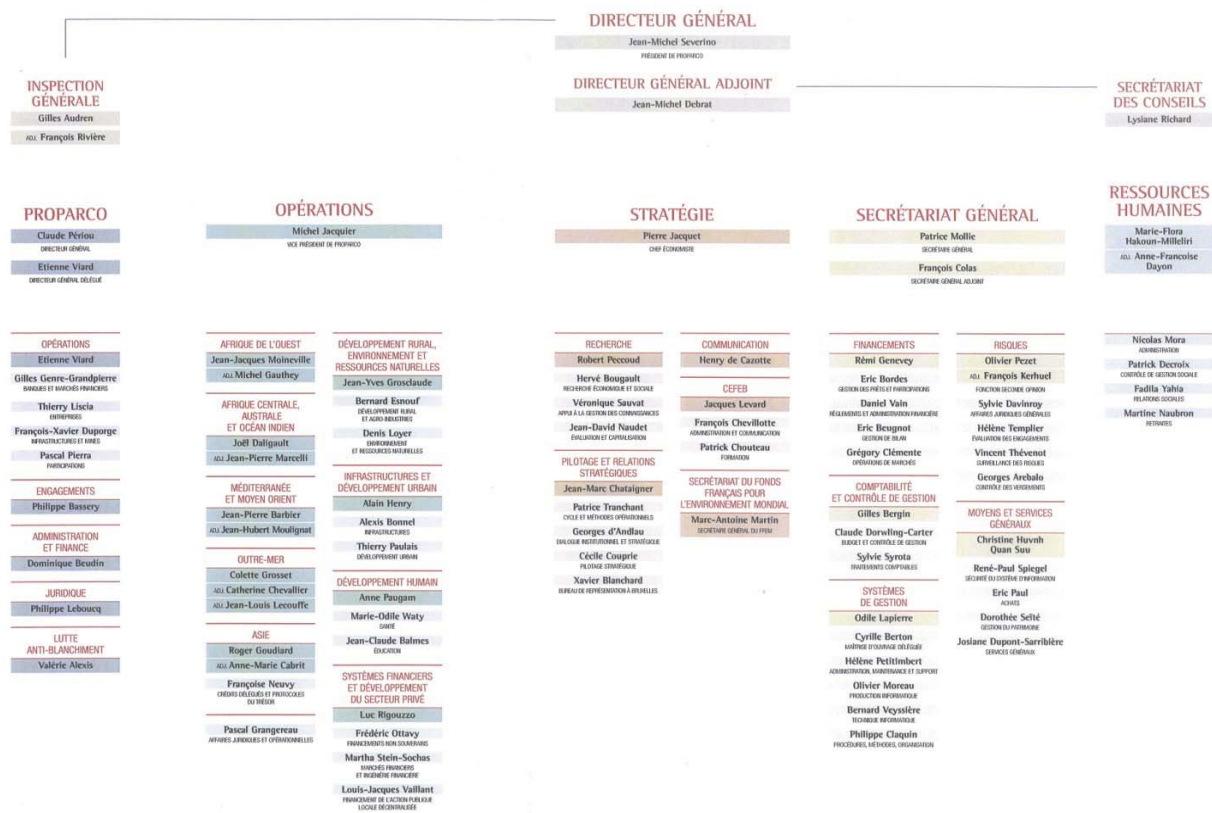 DIRECTEUR GÉNÉRAL
Jean-Michel Severino
PRÉSIDENT DE PROPARCO
DIRECTEUR GÉNÉRAL ADJOINT
Jean-Michel Debrat
INSPECTION
GÉNÉRALE
Gilles Audren
ADJ. François Rivière
SECRÉTARIAT
DES CONSEILS
Lysiane Richard
PROPARCO
Claude Périou
DIRECTEUR GÉNÉRAL
Etienne Viard
DIRECTEUR GÉNÉRAL DÉLÉGUÉ
OPÉRATIONS
Etienne Viard
Gilles Genre-Grandpierre
BANQUES ET MARCHÉS FINANCIERS
Thierry Liscia
ENTREPRISES
François-Xavier Duporge
INFRASTRUCTURES ET MINES
Pascal Pierra
PARTICIPATIONS
ENGAGEMENTS
Philippe Bassery
ADMINISTRATION
ET FINANCE
Dominique Beudin
JURIDIQUE
Philippe Leboucq
LUTTE
ANTI-BLANCHIMENT
Valérie Alexis
OPÉRATIONS
Michel Jacquier
VICE PRÉSIDENT DE PROPARCO
AFRIQUE DE L'OUEST
Jean-Jacques Moineville
ADJ. Michel Gauthey
AFRIQUE CENTRALE,
AUSTRALE
ET OCÉAN INDIEN
Joël Daligault
ADJ. Jean-Pierre Marcelli
MÉDITERRANÉE
ET MOYEN ORIENT
Jean-Pierre Barbier
ADJ. Jean-Hubert Moulignat
OUTRE-MER
Colette Grosset
ADJ. Catherine Chevallier
ADJ. Jean-Louis Lecouffe
ASIE
Roger Goudiard
ADJ. Anne-Marie Cabrit
Françoise Neuvy
CRÉDITS DÉLÉGUÉS ET PROTOCOLES
DU TRÉSOR
Pascal Grangereau
AFFAIRES JURIDIQUES ET OPÉRATIONNELLES
DÉVELOPPEMENT RURAL,
ENVIRONNEMENT ET
RESSOURCES NATURELLES
Jean-Yves Grosclaude
Bernard Esnouf
DÉVELOPPEMENT RURAL
ET AGRO-INDUSTRIES
Denis Loyer
ENVIRONNEMENT
ET RESSOURCES NATURELLES
INFRASTRUCTURES ET
DÉVELOPPEMENT URBAIN
Alain Henry
Alexis Bonnel
INFRASTRUCTURES
Thierry Paulais
DÉVELOPPEMENT URBAIN
DÉVELOPPEMENT HUMAIN
Anne Paugam
Marie-Odile Waty
SANTÉ
Jean-Claude Balmes
ÉDUCATION
SYSTÈMES FINANCIERS
ET DÉVELOPPEMENT
DU SECTEUR PRIVÉ
Luc Rigouzzo
Frédéric Ottavy
FINANCEMENTS NON SOUVERAINS
Martha Stein-Sochas
MARCHÉS FINANCIERS
ET INGÉNIÉRIE FINANCIÈRE
Louis-Jacques Vaillant
FINANCEMENT DE L'ACTION PUBLIQUE
LOCALE DÉCENTRALISÉE
STRATÉGIE
Pierre Jacquet
CHEF ÉCONOMISTE
RECHERCHE
Robert Peccoud
Hervé Bougault
RECHERCHE ÉCONOMIQUE ET SOCIALE
Véronique Sauvat
APPUI À LA GESTION DES CONNAISSANCES
Jean-David Naudet
ÉVALUATION ET CAPITALISATION
PILOTAGE ET RELATIONS
STRATÉGIQUES
Jean-Marc Chataigner
Patrice Tranchant
CYCLE ET MÉTHODES OPÉRATIONNELS
Georges d'Andlau
DIALOGUE INSTITUTIONNEL ET STRATÉGIQUE
Cécile Couprie
PILOTAGE STRATÉGIQUE
Xavier Blanchard
BUREAU DE REPRÉSENTATION À BRUXELLES
COMMUNICATION
Henry de Cazotte
CEFEB
Jacques Levard
François Chevillotte
ADMINISTRATION ET COMMUNICATION
Patrick Chouteau
FORMATION
SECRÉTARIAT DU FONDS
FRANÇAIS POUR
L'ENVIRONNEMENT MONDIAL
Marc-Antoine Martin
SECRÉTAIRE GÉNÉRAL DU FFEM
SECRÉTARIAT GÉNÉRAL
Patrice Mollie
SECRÉTAIRE GÉNÉRAL
François Colas
SECRÉTAIRE GÉNÉRAL ADJOINT
FINANCEMENTS
Rémi Genevey
Eric Bordes
GESTION DES PRÊTS ET PARTICIPATIONS
Daniel Vain
RÈGLEMENTS ET ADMINISTRATION FINANCIÈRE
Eric Beugnot
GESTION DE BILAN
Grégory Clémente
OPÉRATIONS DE MARCHÉS
COMPTABILITÉ
ET CONTRÔLE DE GESTION
Gilles Bergin
Claude Dorwling-Carter
BUDGET ET CONTRÔLE DE GESTION
Sylvie Syrota
TRAITEMENTS COMPTABLES
SYSTÈMES
DE GESTION
Odile Lapierre
Cyrille Berton
MAÎTRISE D'OUVRAGE DÉLÉGUÉE
Hélène Petitimbert
ADMINISTRATION, MAINTENANCE ET SUPPORT
Olivier Moreau
PRODUCTION INFORMATIQUE
Bernard Veyssière
TECHNIQUE INFORMATIQUE
Philippe Claquin
PROCÉDURES, MÉTHODES, ORGANISATION
RISQUES
Olivier Pezet
ADJ. François Kerhuel
FONCTION SECONDE OPINION
Sylvie Davinroy
AFFAIRES JURIDIQUES GÉNÉRALES
Hélène Templier
ÉVALUATION DES ENGAGEMENTS
Vincent Thévenot
SURVEILLANCE DES RISQUES
Georges Arebalo
CONTRÔLE DES VERSEMENTS
MOYENS ET SERVICES
GÉNÉRAUX
Christine Huvnh
Quan Suu
René-Paul Spiegel
SÉCURITÉ DU SYSTÈME D'INFORMATION
Eric Paul
ACHATS
Dorothée Seïté
GESTION DU PATRIMOINE
Josiane Dupont-Sarriblère
SERVICES GÉNÉRAUX
RESSOURCES
HUMAINES
Marie-Flora
Hakoun-Milleliri
ADJ. Anne-Francoise
Dayon
Nicolas Mora
ADMINISTRATION
Patrick Decroix
CONTRÔLE DE GESTION SOCIALE
Fadila Yahia
RELATIONS SOCIALES
Martine Naubron
RETRAITES